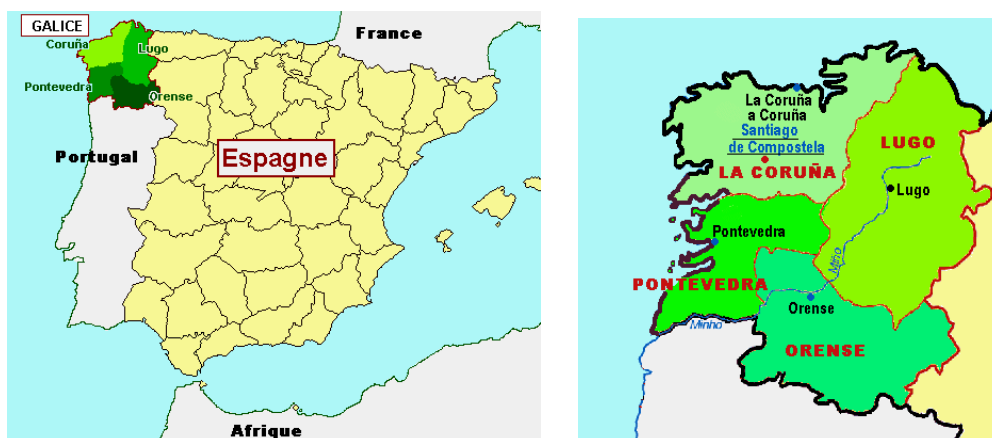 GALICE
Coruña
Lugo
Pontevedra
Orense
France
Portugal
Espagne
Afrique
La Coruña
a Coruña
Santiago
de Compostela
LA CORUÑA
LUGO
Lugo
Pontevedra
PONTEVEDRA
Miño
Orense
Minho
ORENSE